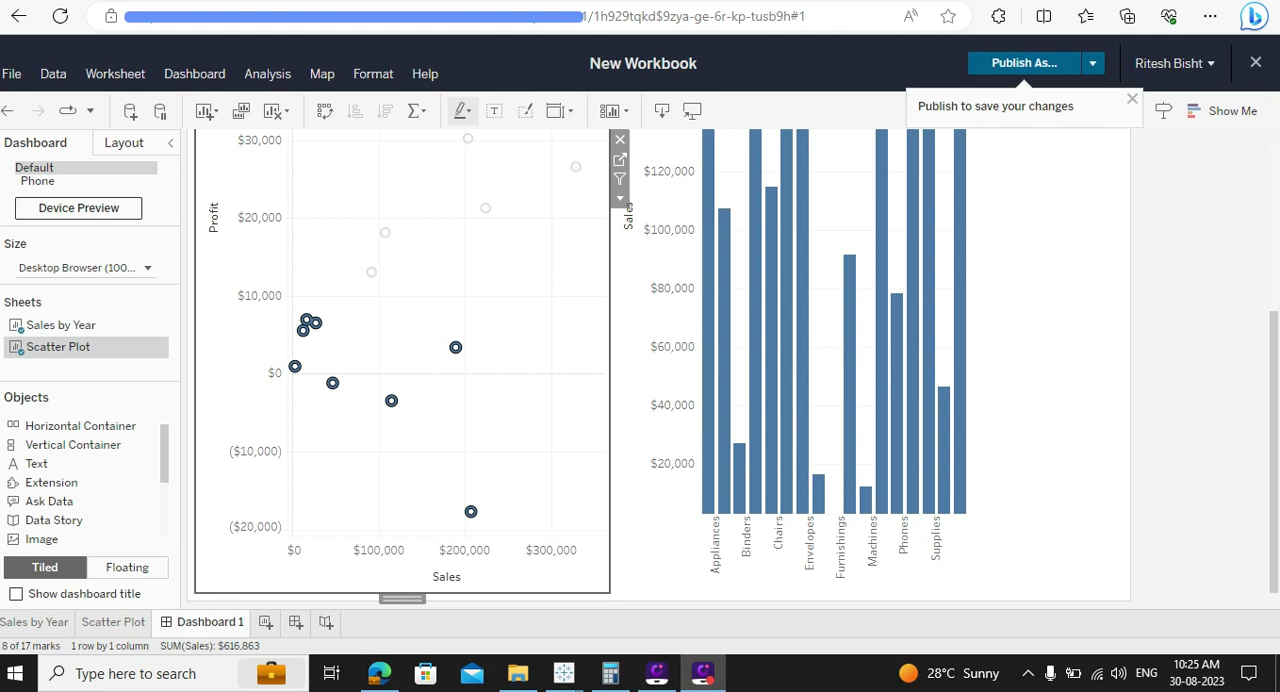 1/1h929tqkd$9zya-ge-6r-kp-tusb9h#1
File Data Worksheet Dashboard Analysis Map Format Help
New Workbook
Publish As...
Ritesh Bisht
Publish to save your changes
Show Me
Dashboard Layout
Default
Phone
Device Preview
Size
Desktop Browser (100...
Sheets
Sales by Year
Scatter Plot
Objects
Horizontal Container
Vertical Container
Text
Extension
Ask Data
Data Story
Image
Tiled Floating
Show dashboard title
Profit
$30,000
$20,000
$10,000
$0
($10,000)
($20,000)
$0 $100,000 $200,000 $300,000
Sales
Sales
$120,000
$100,000
$80,000
$60,000
$40,000
$20,000
Appliances
Binders
Chairs
Envelopes
Furnishings
Machines
Phones
Supplies
Sales by Year Scatter Plot Dashboard 1
8 of 17 marks 1 row by 1 column SUM(Sales): $616,863
Type here to search
28°C Sunny
ENG
10:25 AM
30-08-2023